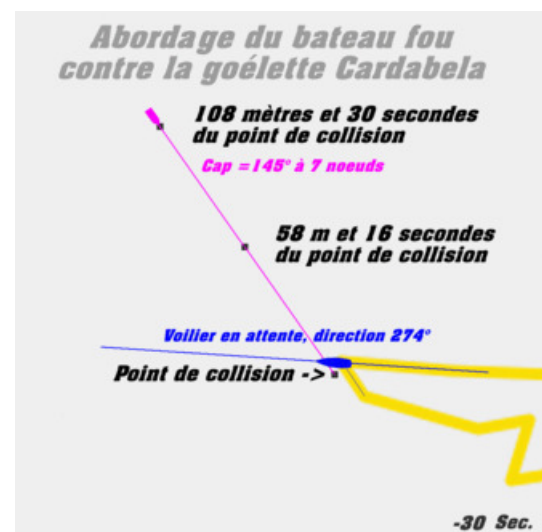 Abordage du bateau fou
contre la goélette Cardabela
108 mètres et 30 secondes
du point de collision
Cap =145° à 7 noeuds
58 m et 16 secondes
du point de collision
Voilier en attente, direction 274°
Point de collision ->
-30 Sec.